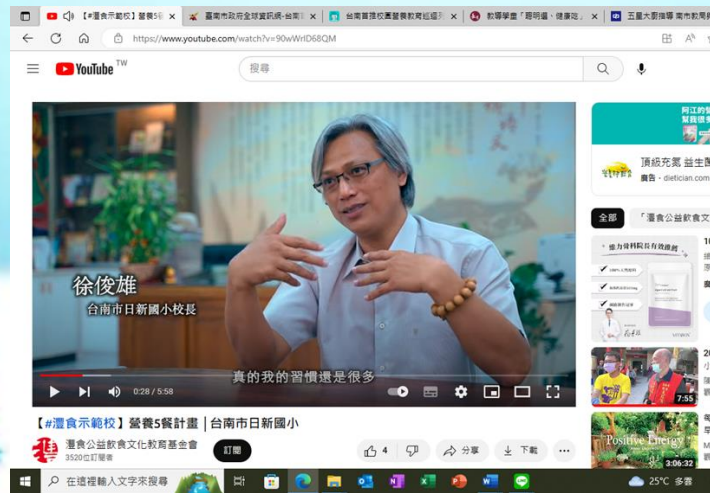 【#灃食示範校】營養5
臺南市政府全球資訊網-台南
台南首推校園營養教育巡迴
教導學童「聰明選、健康吃」
五星大廚指導 南市教局
https://www.youtube.com/watch?v=90wWrID68QM
YouTube TW
搜尋
徐俊雄
台南市日新國小校長
真的我的習慣還是很多
0:28 / 5:58
【#灃食示範校】營養5餐計畫│台南市日新國小
灃食公益飲食文化教育基金會
3520位訂閱者
訂閱
4
分享
下載
頂級充氮 益生菌
廣告 · dietician.com
全部
「灃食公益飲食文
7:55
Positive Energy
3:06:32
在這裡輸入文字來搜尋
25°C 多雲